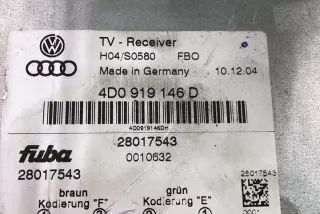 TV - Receiver
H04/S0580 FBO
Made in Germany 10.12.04
4D0 919 146 D
4D0919146DH
fuba 28017543
0010632
28017543 28017543
braun grün
Kodierung "F" Kodierung "E"
0001